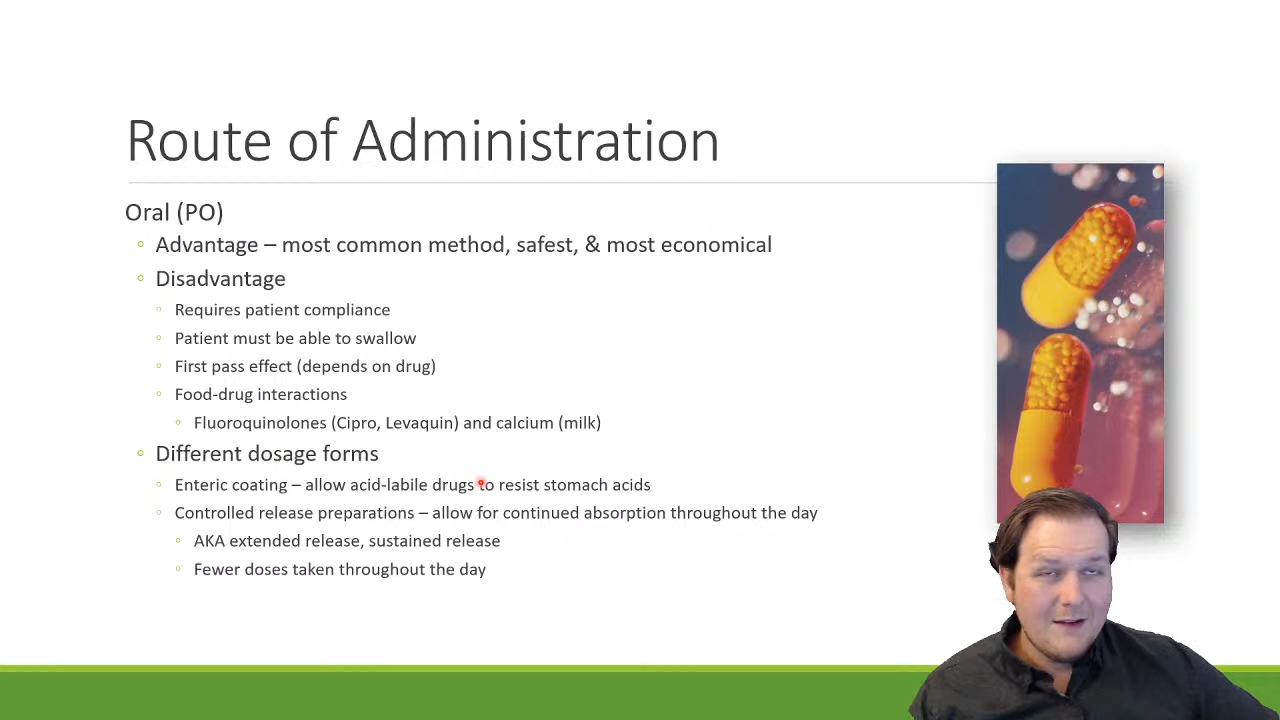 Route of Administration
Oral (PO)
Advantage – most common method, safest, & most economical
Disadvantage
Requires patient compliance
Patient must be able to swallow
First pass effect (depends on drug)
Food-drug interactions
Fluoroquinolones (Cipro, Levaquin) and calcium (milk)
Different dosage forms
Enteric coating – allow acid-labile drugs to resist stomach acids
Controlled release preparations – allow for continued absorption throughout the day
AKA extended release, sustained release
Fewer doses taken throughout the day